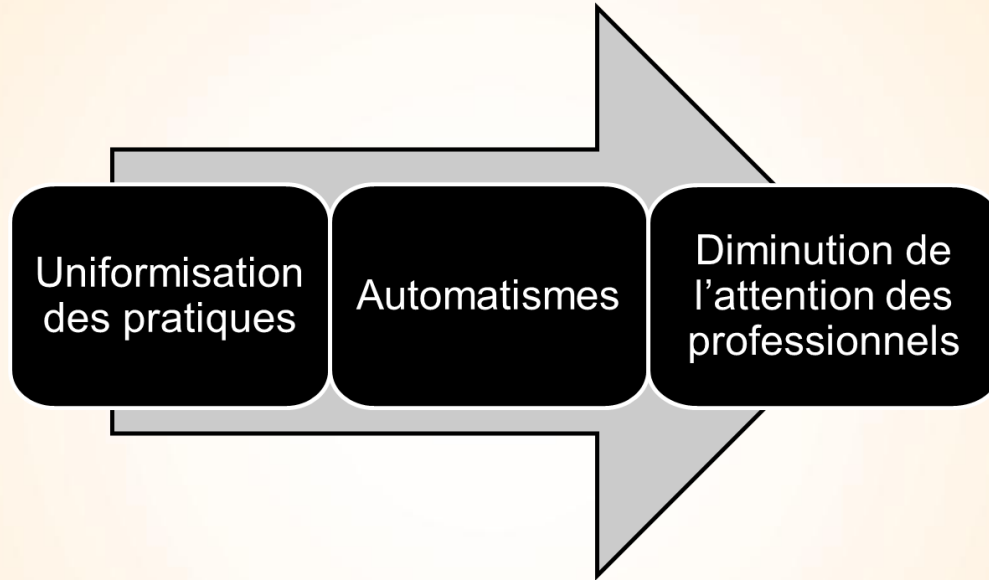 Uniformisation
des pratiques
Automatismes
Diminution de
l’attention des
professionnels